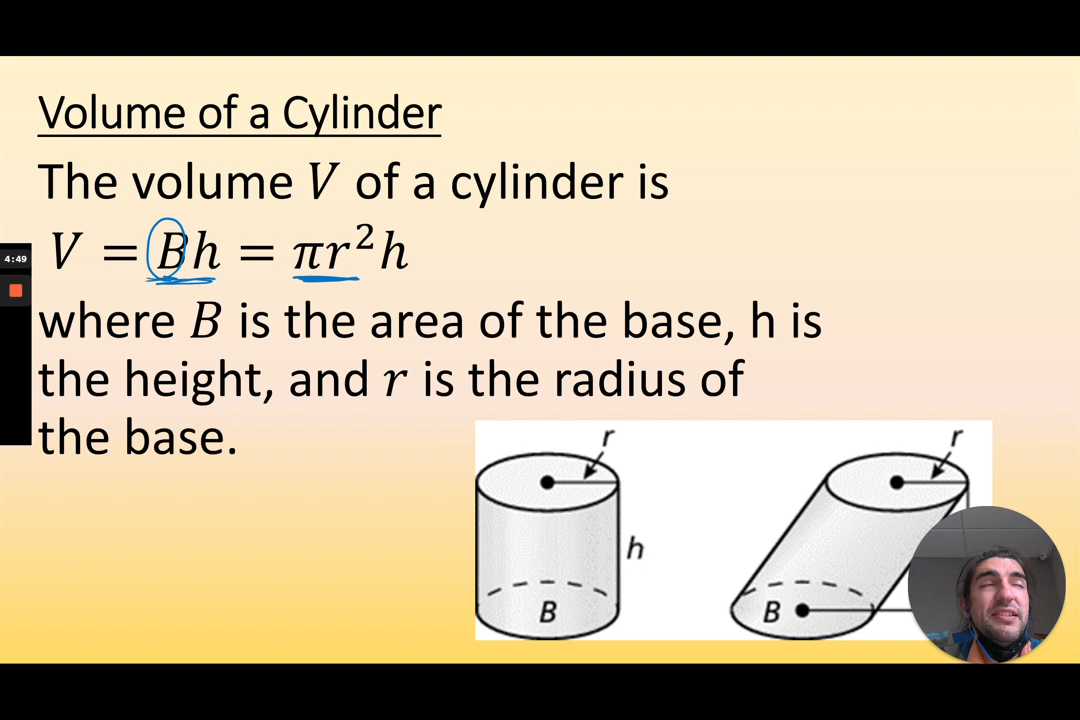 Volume of a Cylinder
The volume V of a cylinder is
V = Bh = πr²h
4:49
where B is the area of the base, h is
the height, and r is the radius of
the base.
r
r
h
B
B